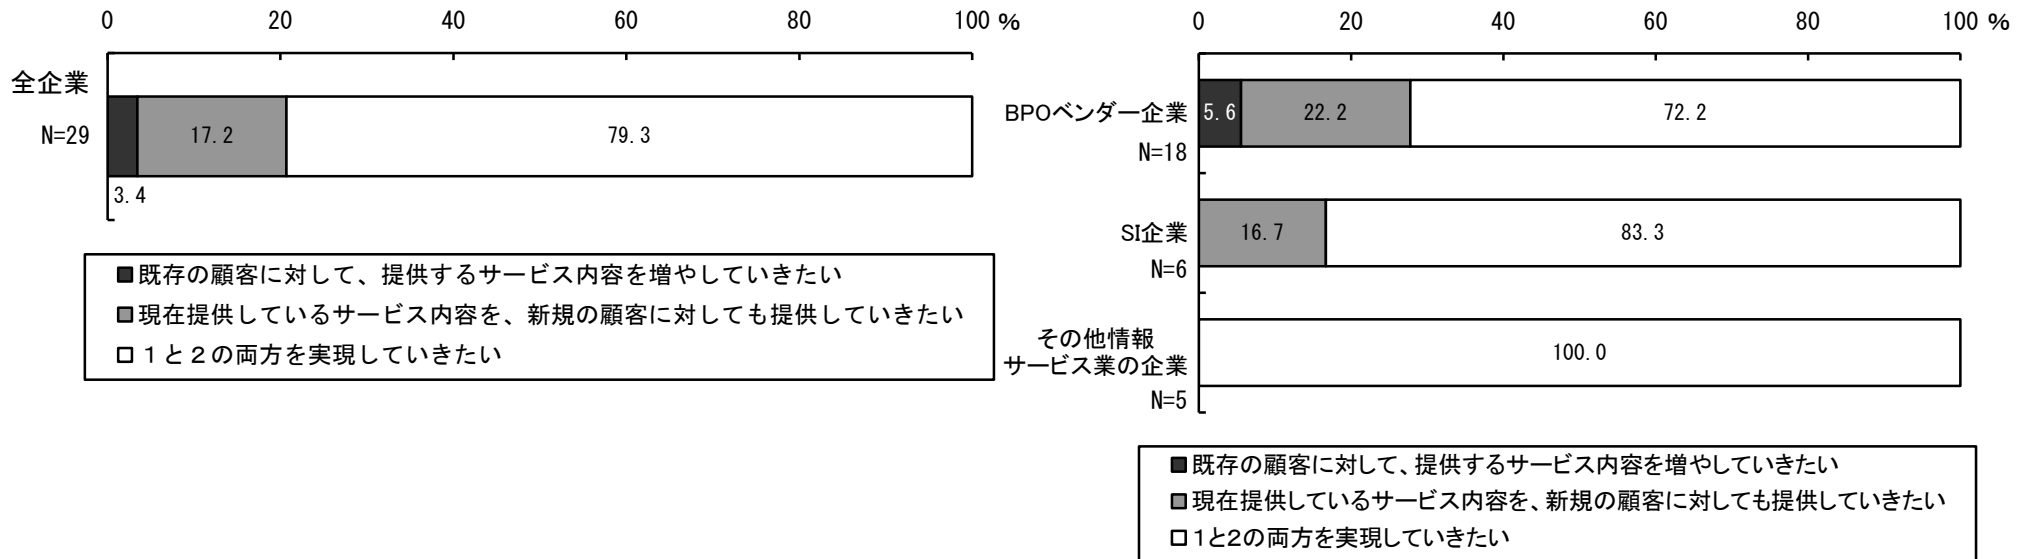 0 20 40 60 80 100 %
全企業
N=29
17.2 79.3
3.4
■既存の顧客に対して、提供するサービス内容を増やしていきたい
■現在提供しているサービス内容を、新規の顧客に対しても提供していきたい
□1と2の両方を実現していきたい
0 20 40 60 80 100 %
BPOベンダー企業
N=18
5.6 22.2 72.2
SI企業
N=6
16.7 83.3
その他情報
サービス業の企業
N=5
100.0
■既存の顧客に対して、提供するサービス内容を増やしていきたい
■現在提供しているサービス内容を、新規の顧客に対しても提供していきたい
□1と2の両方を実現していきたい